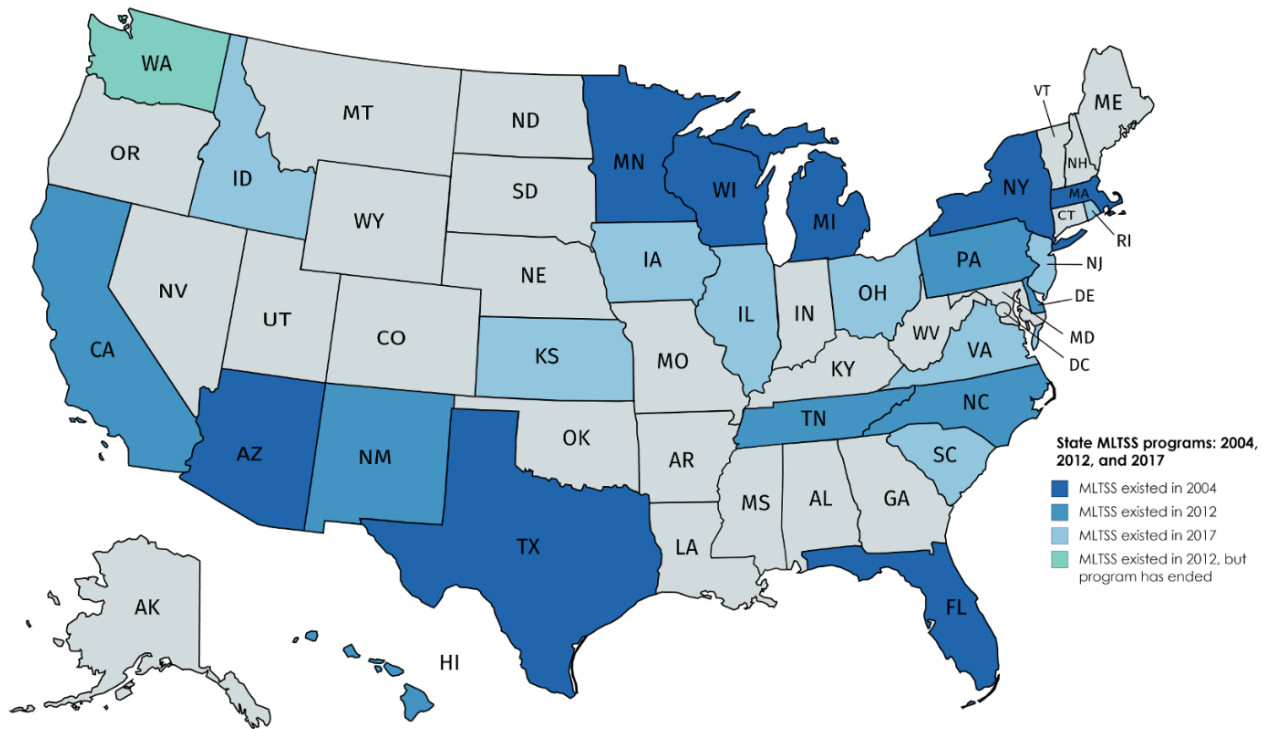 WA
MT
ND
MN
VT
ME
OR
ID
SD
WI
NH
WY
MI
NY
MA
CT
RI
IA
PA
NJ
NE
NV
UT
IL
IN
OH
DE
CO
CA
KS
MO
WV
VA
MD
DC
KY
NC
TN
AZ
NM
OK
AR
SC
MS
AL
GA
TX
LA
AK
HI
FL
State MLTSS programs: 2004,
2012, and 2017
MLTSS existed in 2004
MLTSS existed in 2012
MLTSS existed in 2017
MLTSS existed in 2012, but
program has ended